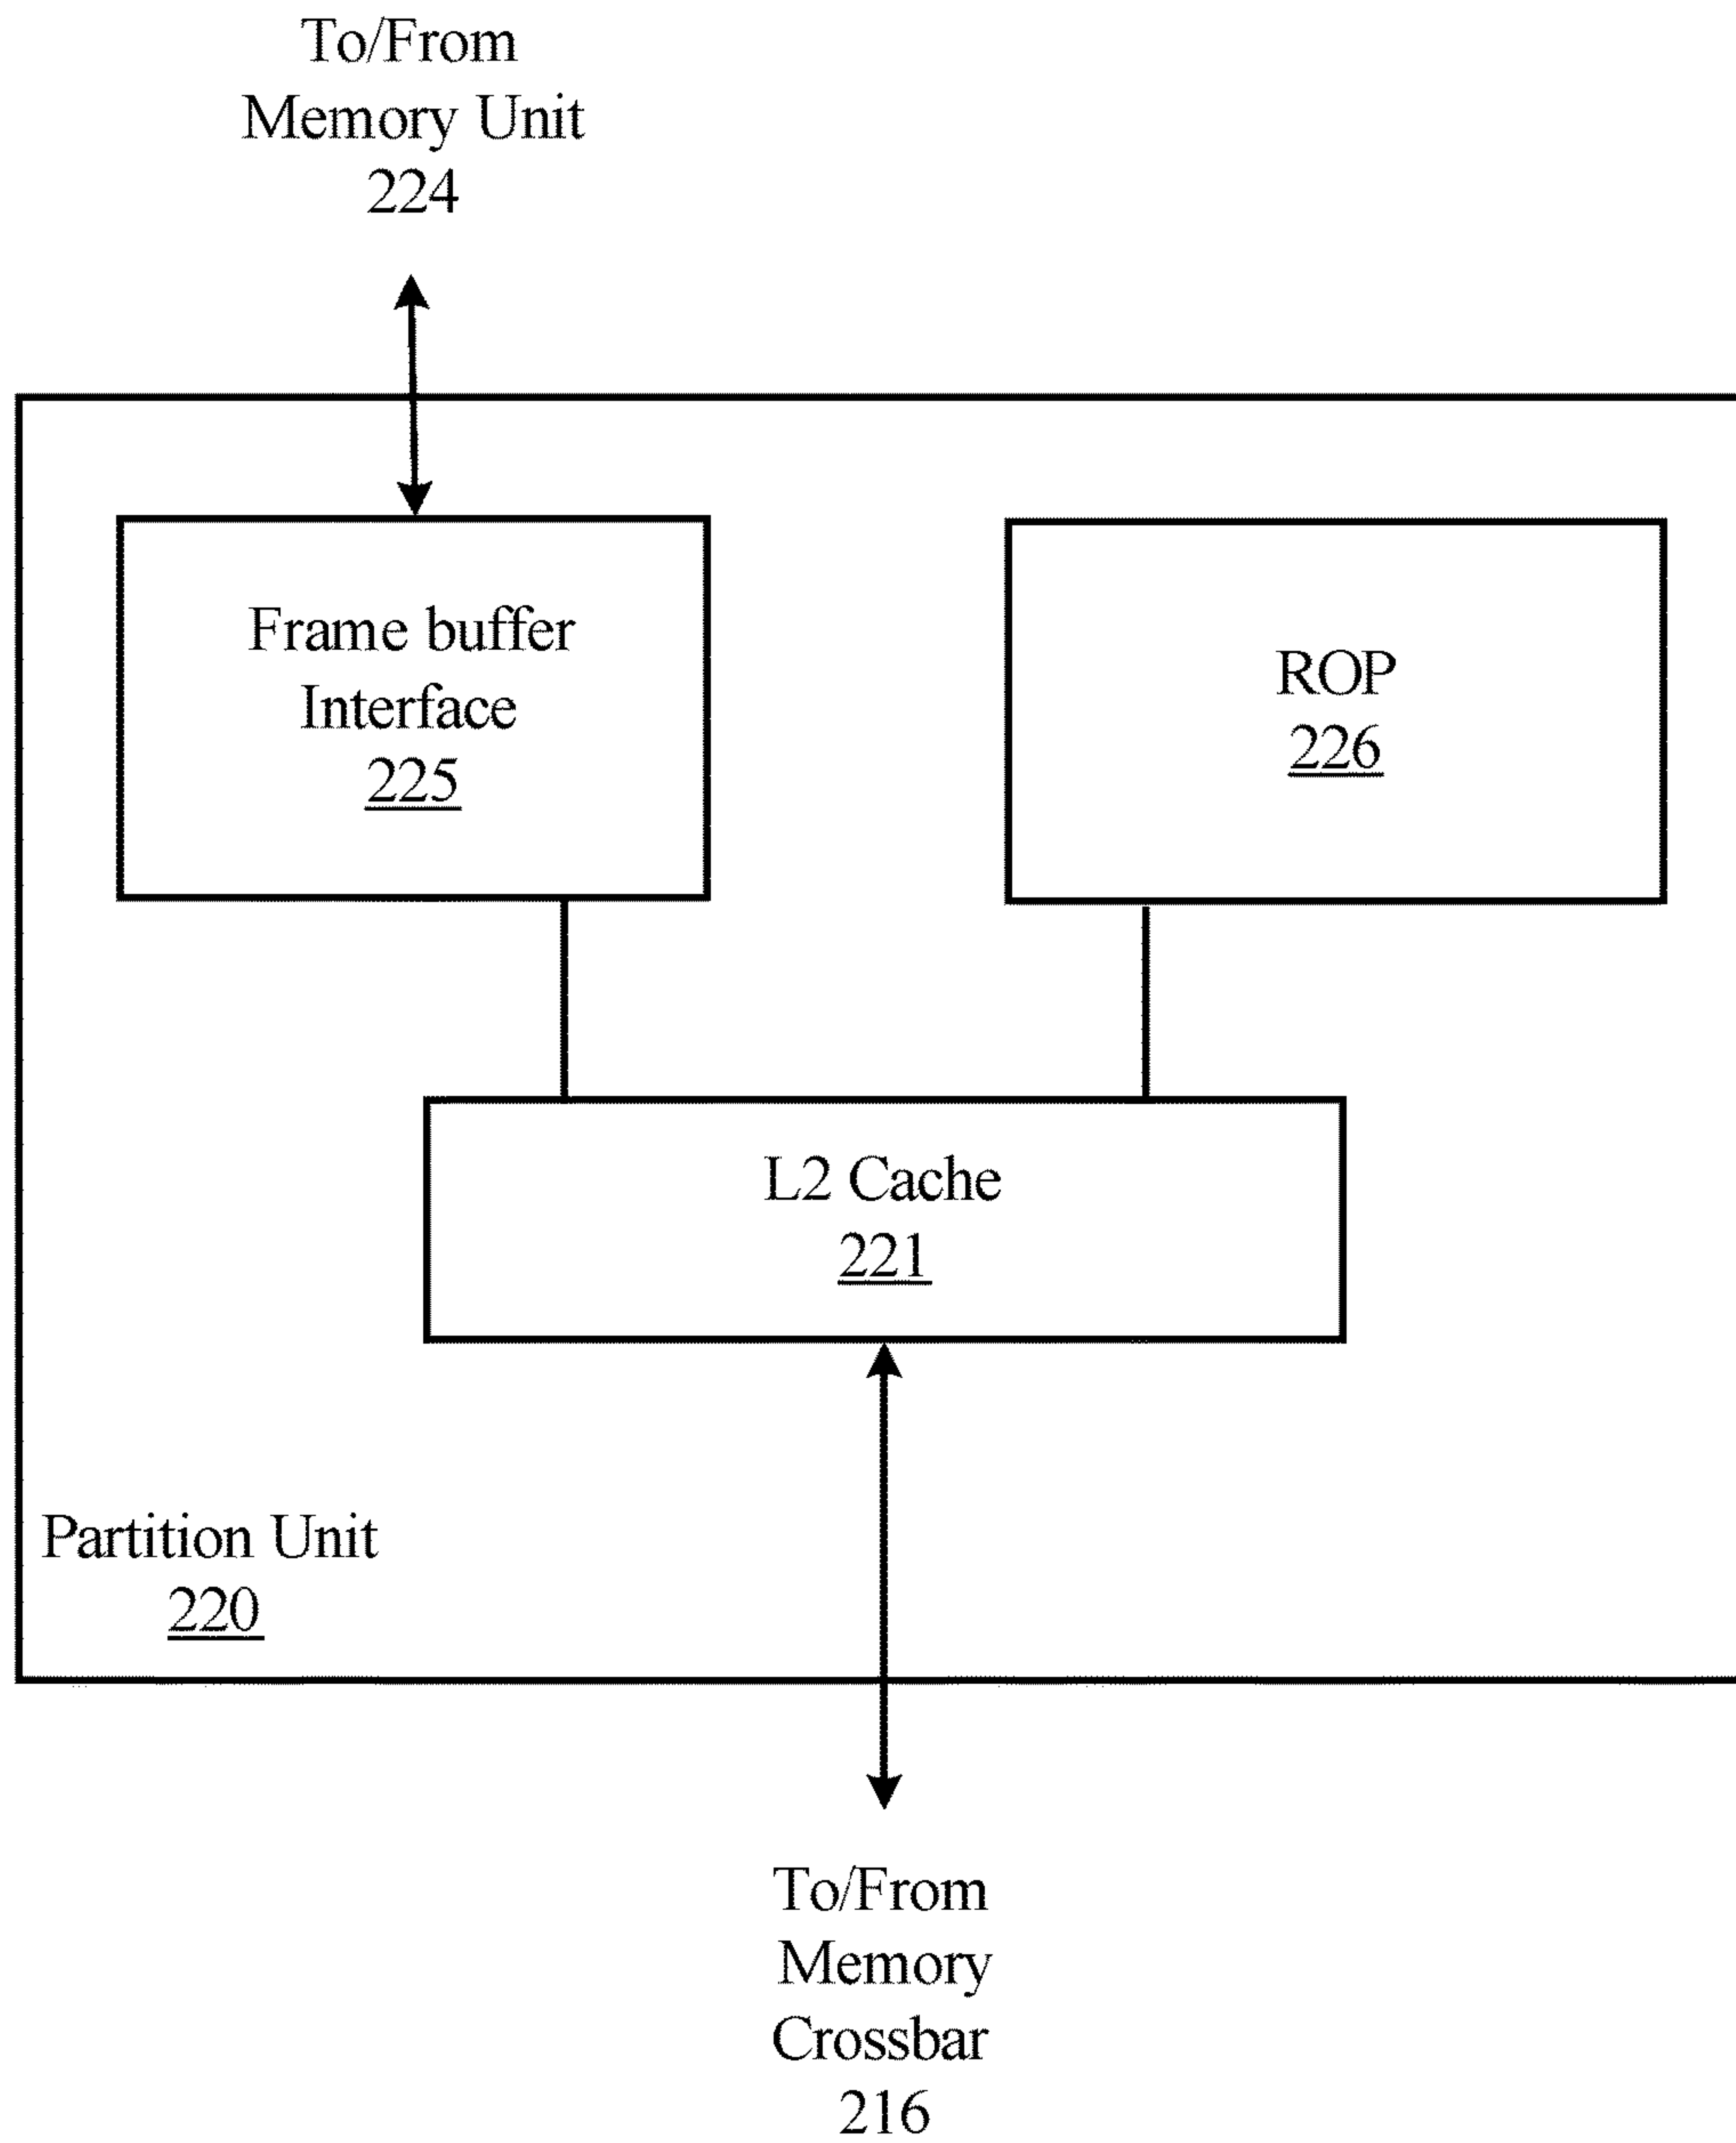 To/From
Memory Unit
224
Frame buffer
Interface
225
ROP
226
L2 Cache
221
Partition Unit
220
To/From
Memory
Crossbar
216